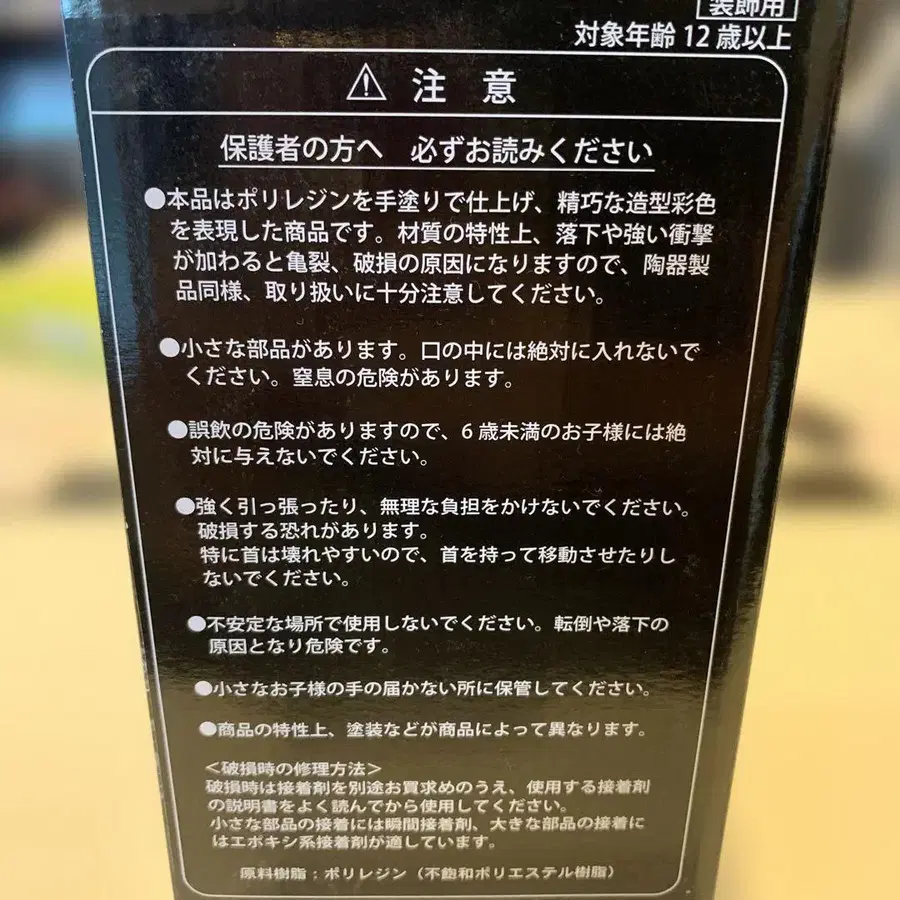 装飾用
対象年齢 12 歳以上
⚠ 注 意
保護者の方へ 必ずお読みください
●本品はポリレジンを手塗りで仕上げ、精巧な造型彩色
を表現した商品です。材質の特性上、落下や強い衝撃
が加わると亀裂、破損の原因になりますので、陶器製
品同様、取り扱いに十分注意してください。
●小さな部品があります。口の中には絶対に入れないで
ください。窒息の危険があります。
●誤飲の危険がありますので、6 歳未満のお子様には絶
対に与えないでください。
●強く引っ張ったり、無理な負担をかけないでください。
破損する恐れがあります。
特に首は壊れやすいので、首を持って移動させたりし
ないでください。
●不安定な場所で使用しないでください。転倒や落下の
原因となり危険です。
●小さなお子様の手の届かない所に保管してください。
●商品の特性上、塗装などが商品によって異なります。
＜破損時の修理方法＞
破損時は接着剤を別途お買求めのうえ、使用する接着剤
の説明書をよく読んでから使用してください。
小さな部品の接着には瞬間接着剤、大きな部品の接着に
はエポキシ系接着剤が適しています。
原料樹脂：ポリレジン（不飽和ポリエステル樹脂）